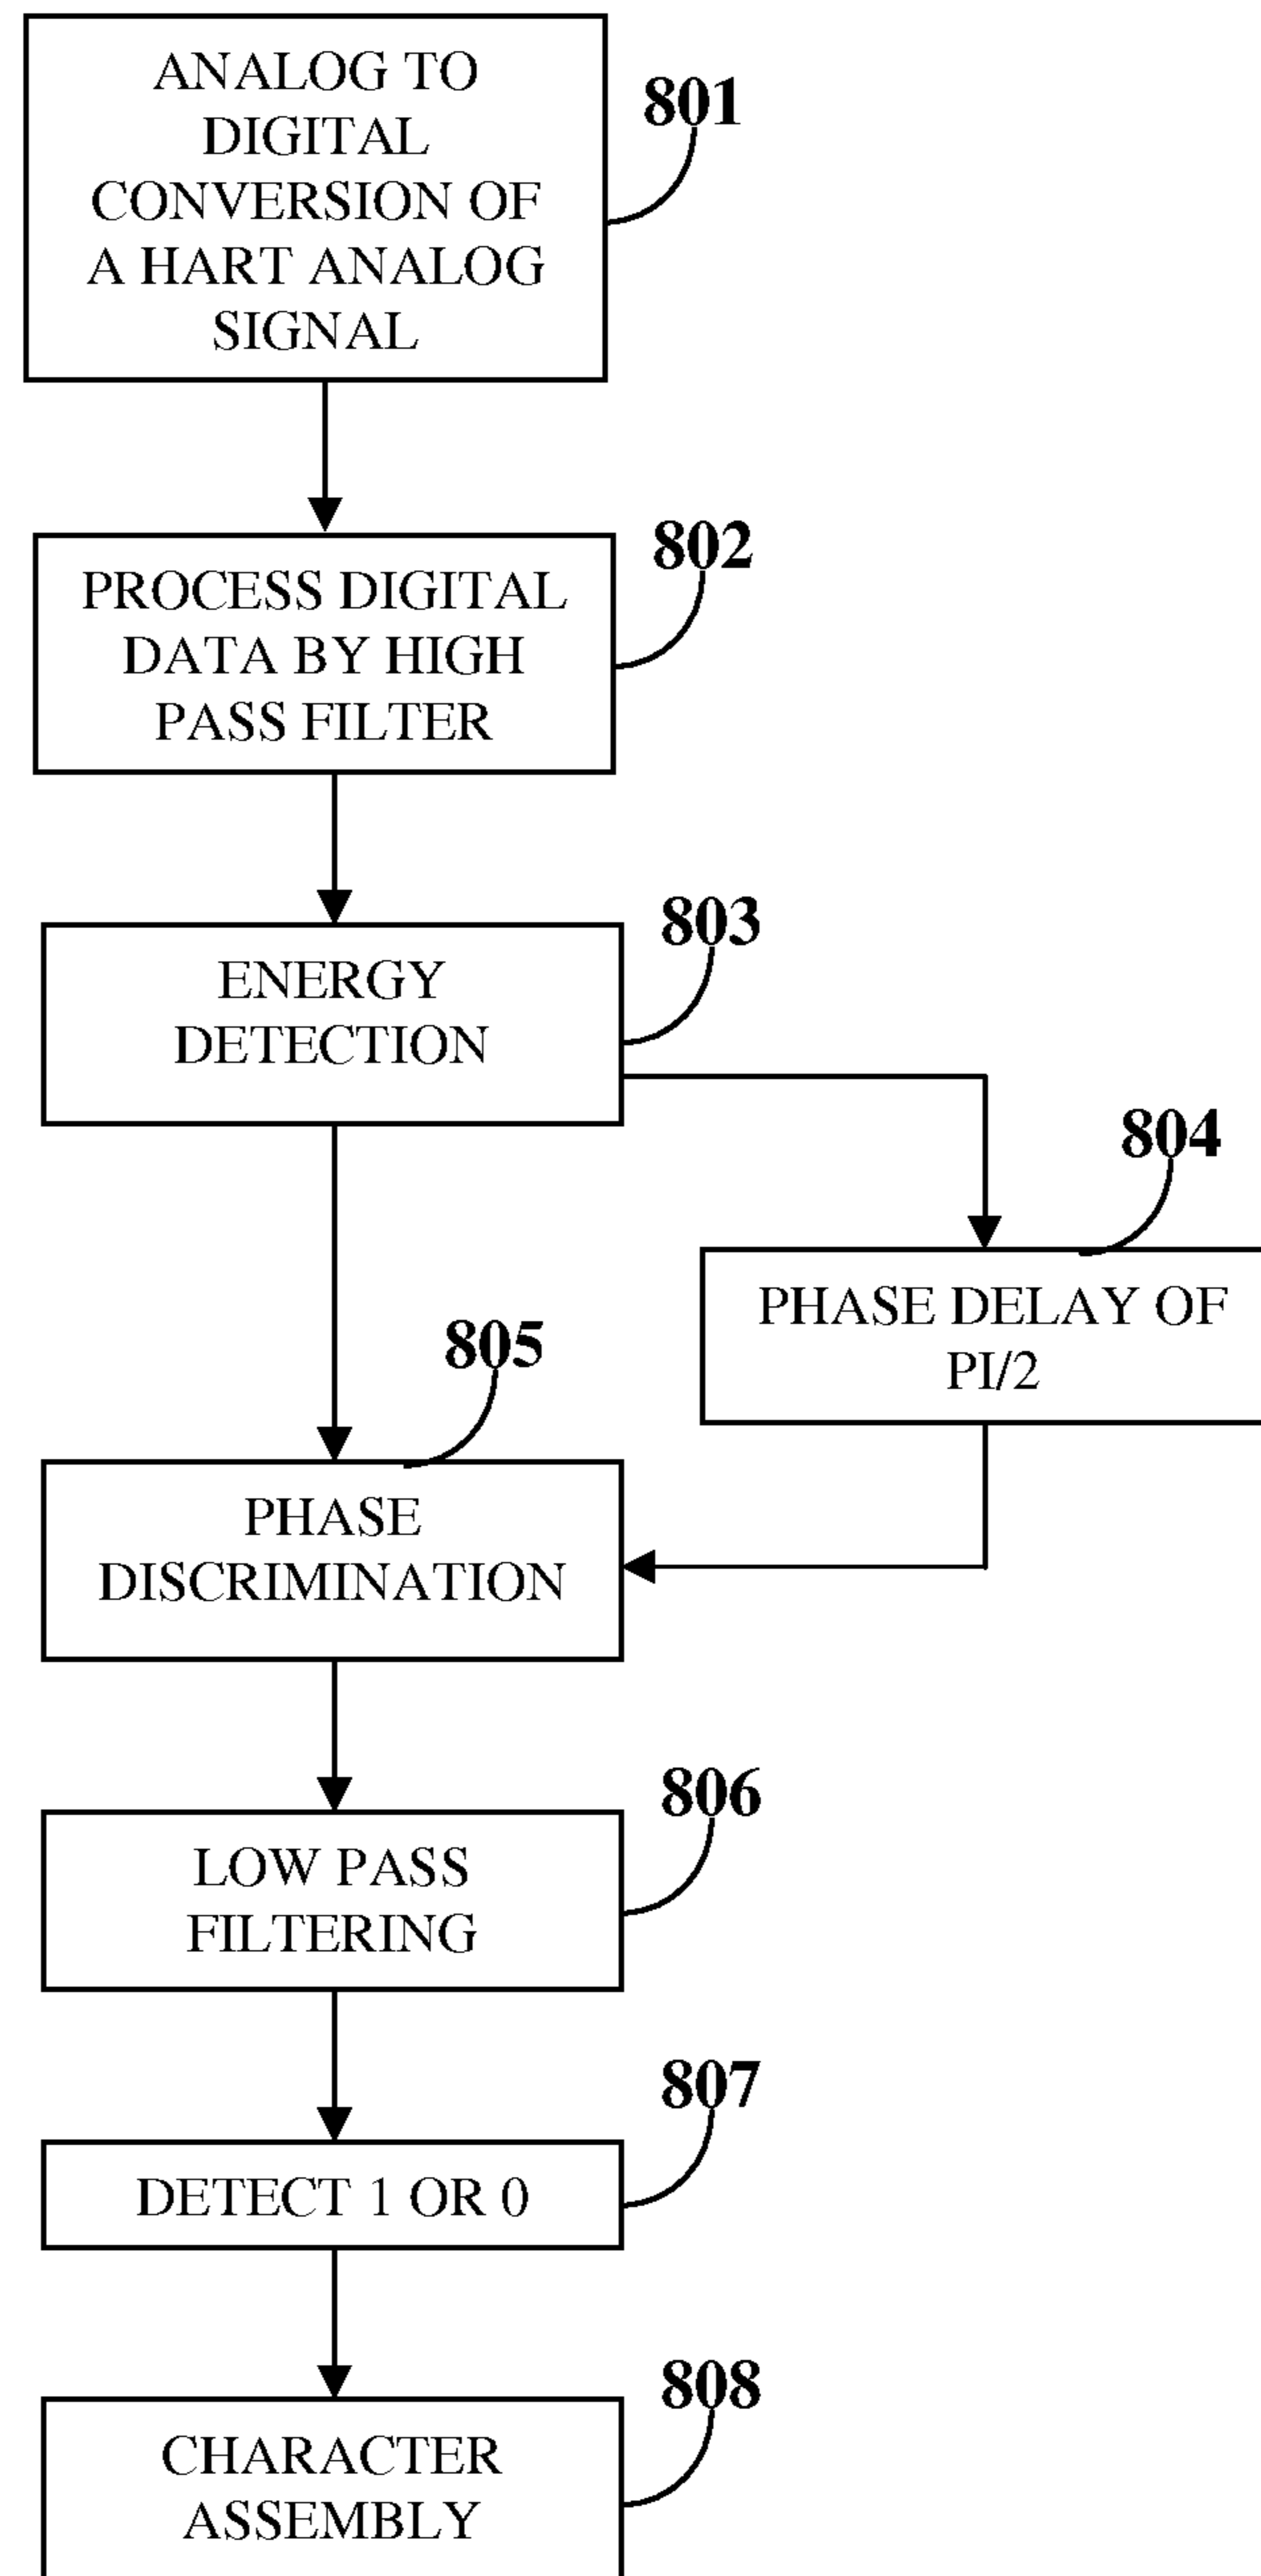 ANALOG TO
DIGITAL
CONVERSION OF
A HART ANALOG
SIGNAL
801
PROCESS DIGITAL
DATA BY HIGH
PASS FILTER
802
ENERGY
DETECTION
803
PHASE DELAY OF
PI/2
804
PHASE
DISCRIMINATION
805
LOW PASS
FILTERING
806
DETECT 1 OR 0
807
CHARACTER
ASSEMBLY
808